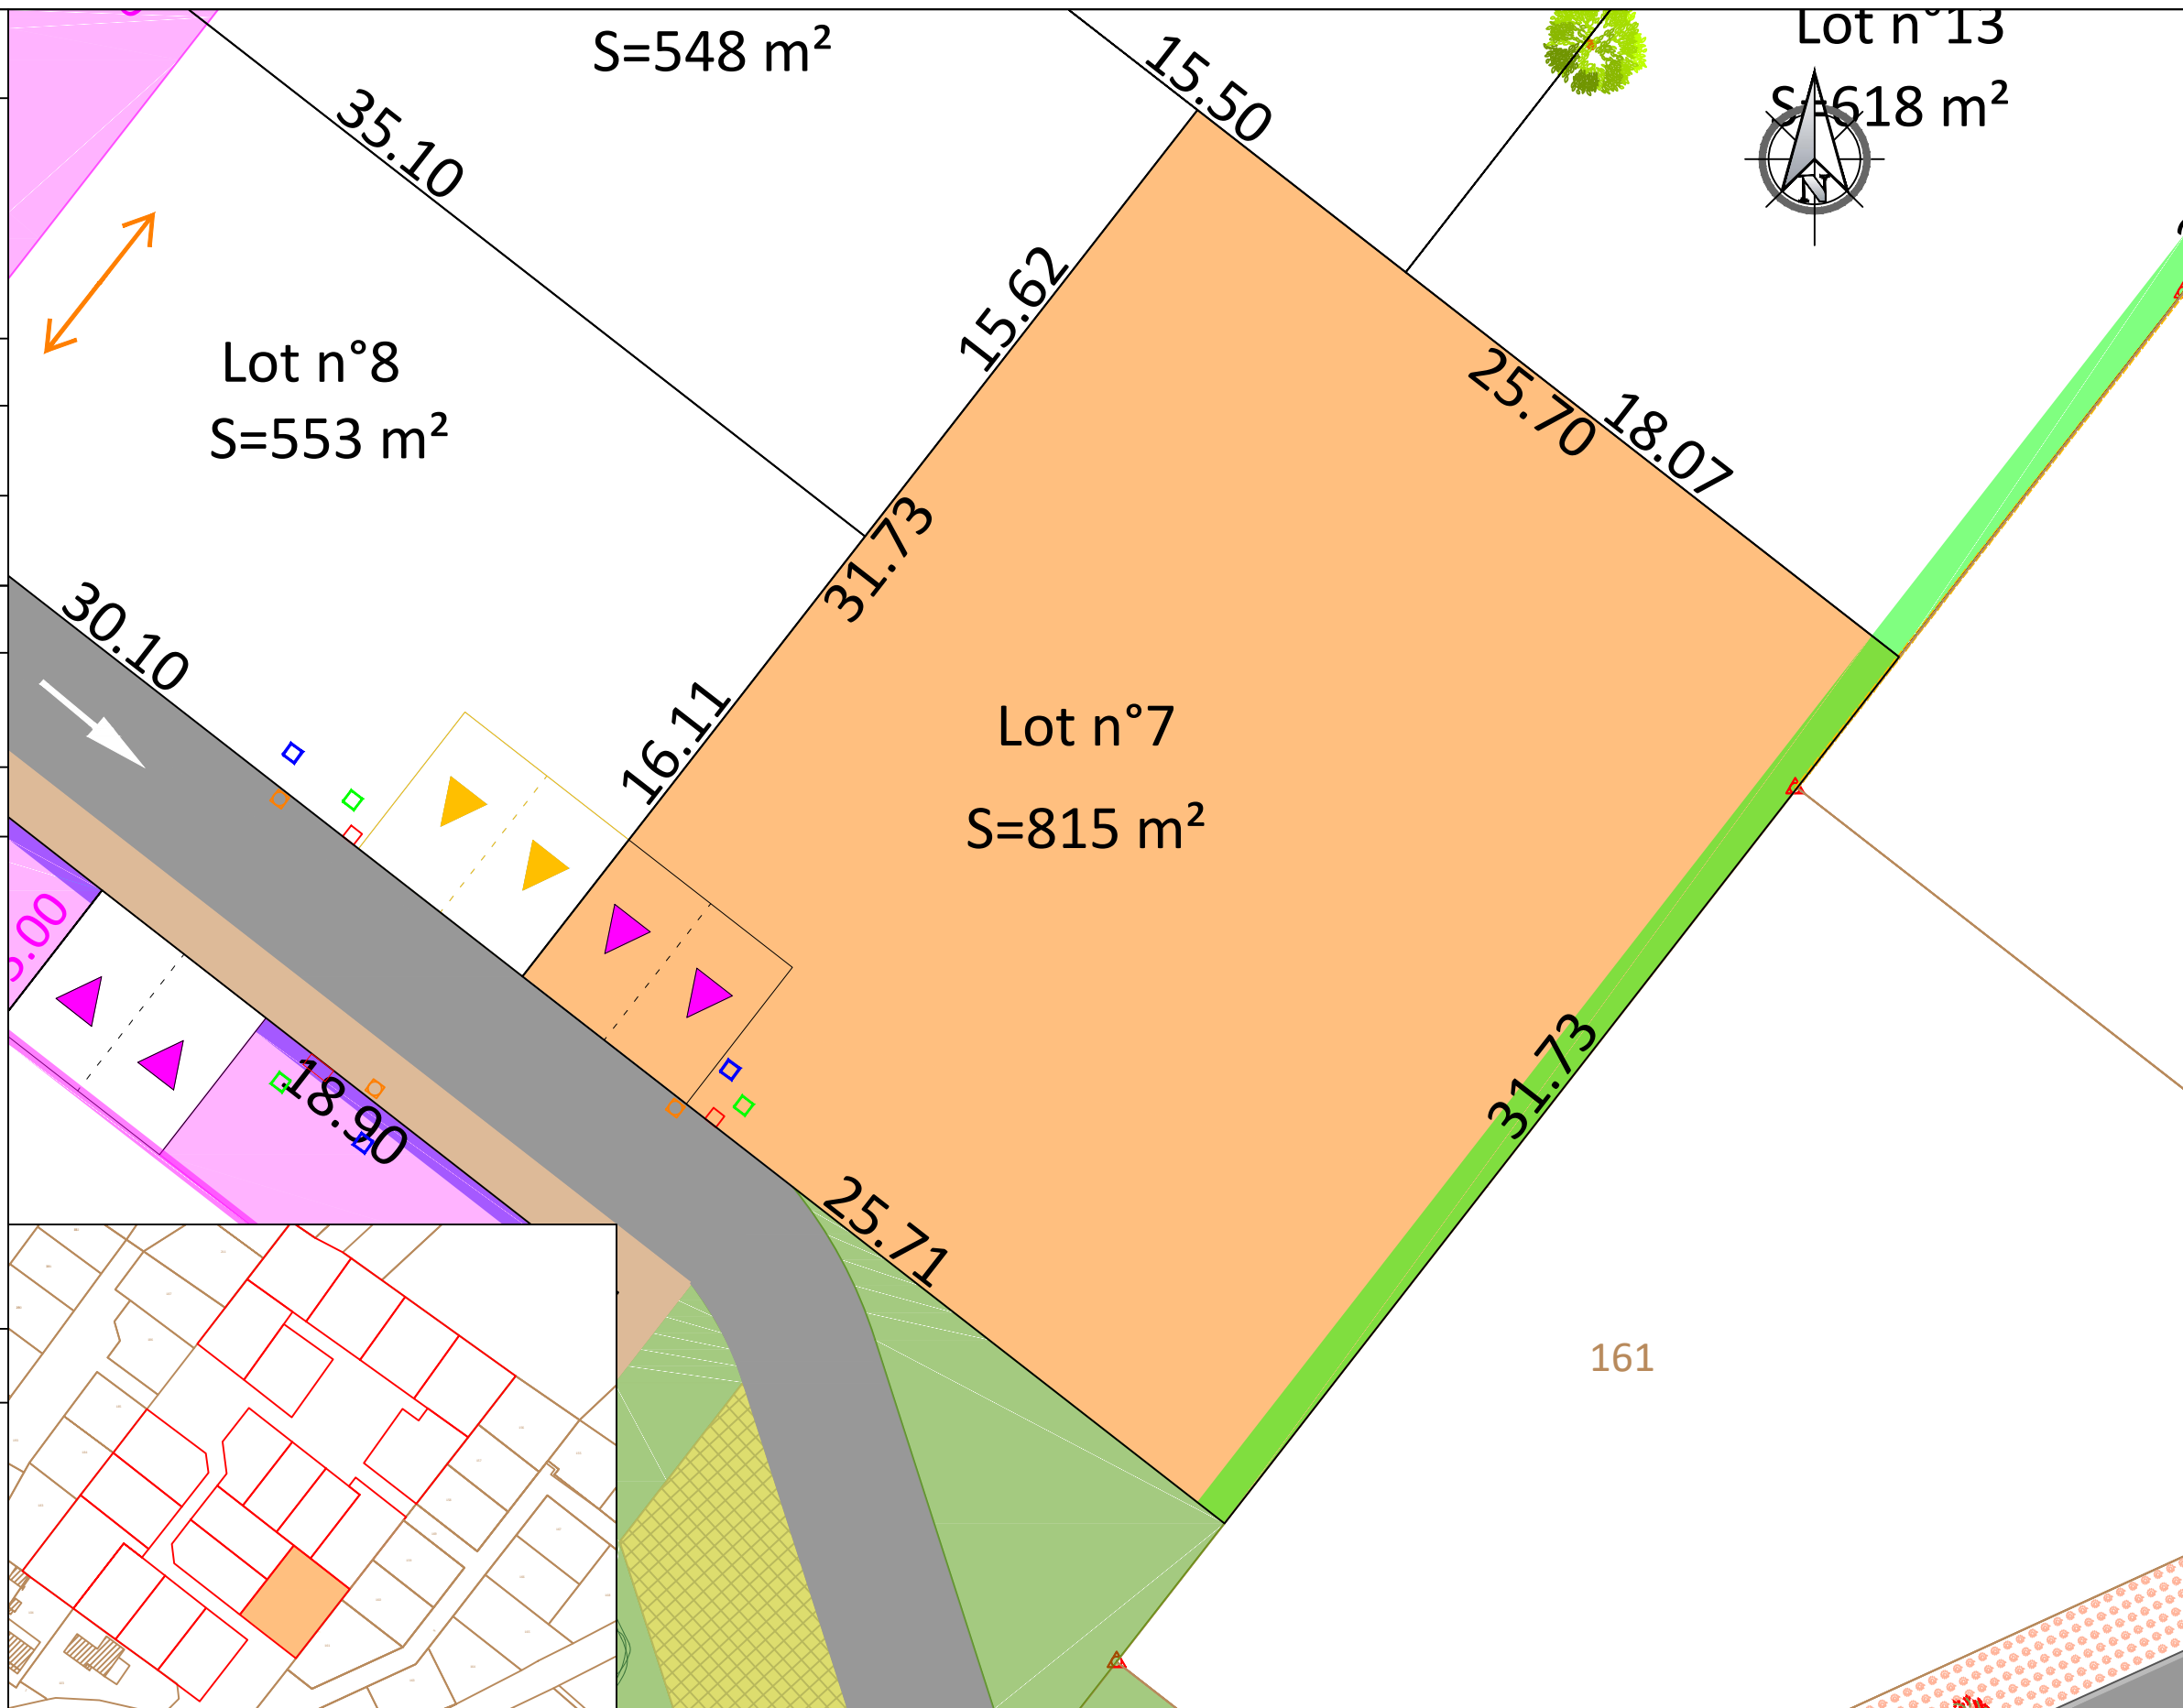 S=548 m²
15.50
Lot n°13
S=618 m²
N
35.10
15.62
Lot n°8
S=553 m²
25.70
18.07
31.73
30.10
16.11
Lot n°7
S=815 m²
31.73
18.90
25.71
161